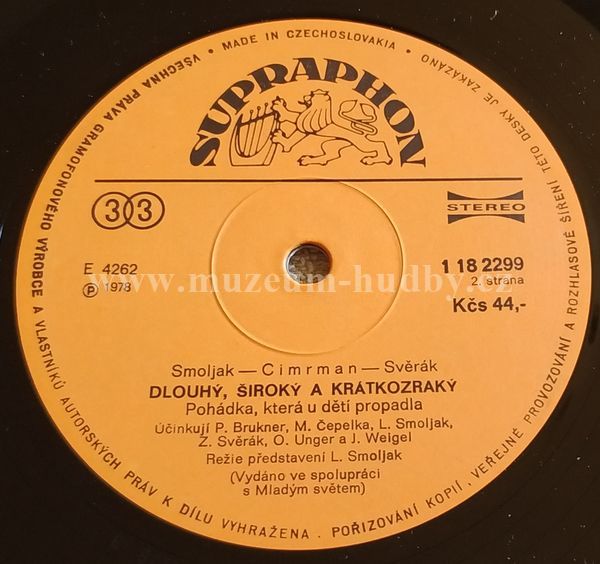 VŠECHNA PRÁVA GRAMOFONOVÉHO VÝROBCE A VLASTNÍKŮ AUTORSKÝCH PRÁV K DÍLU VYHRAŽENA. POŘIZOVÁNÍ KOPIÍ, VEŘEJNÉ PROVOZOVÁNÍ A ROZHLASOVÉ ŠÍŘENÍ TÉTO DESKY JE ZAKÁZÁNO • MADE IN CZECHOSLOVAKIA •
SUPRAPHON
33
STEREO
E 4262
Ⓟ 1978
1 18 2299
2. strana
Kčs 44,-
www.muzeum-hudby.cz
Smoljak — Cimrman — Svěrák
DLOUHÝ, ŠIROKÝ A KRÁTKOZRAKÝ
Pohádka, která u dětí propadla
Účinkují P. Brukner, M. Čepelka, L. Smoljak,
Z. Svěrák, O. Unger a J. Weigel
Režie představení L. Smoljak
(Vydáno ve spolupráci
s Mladým světem)